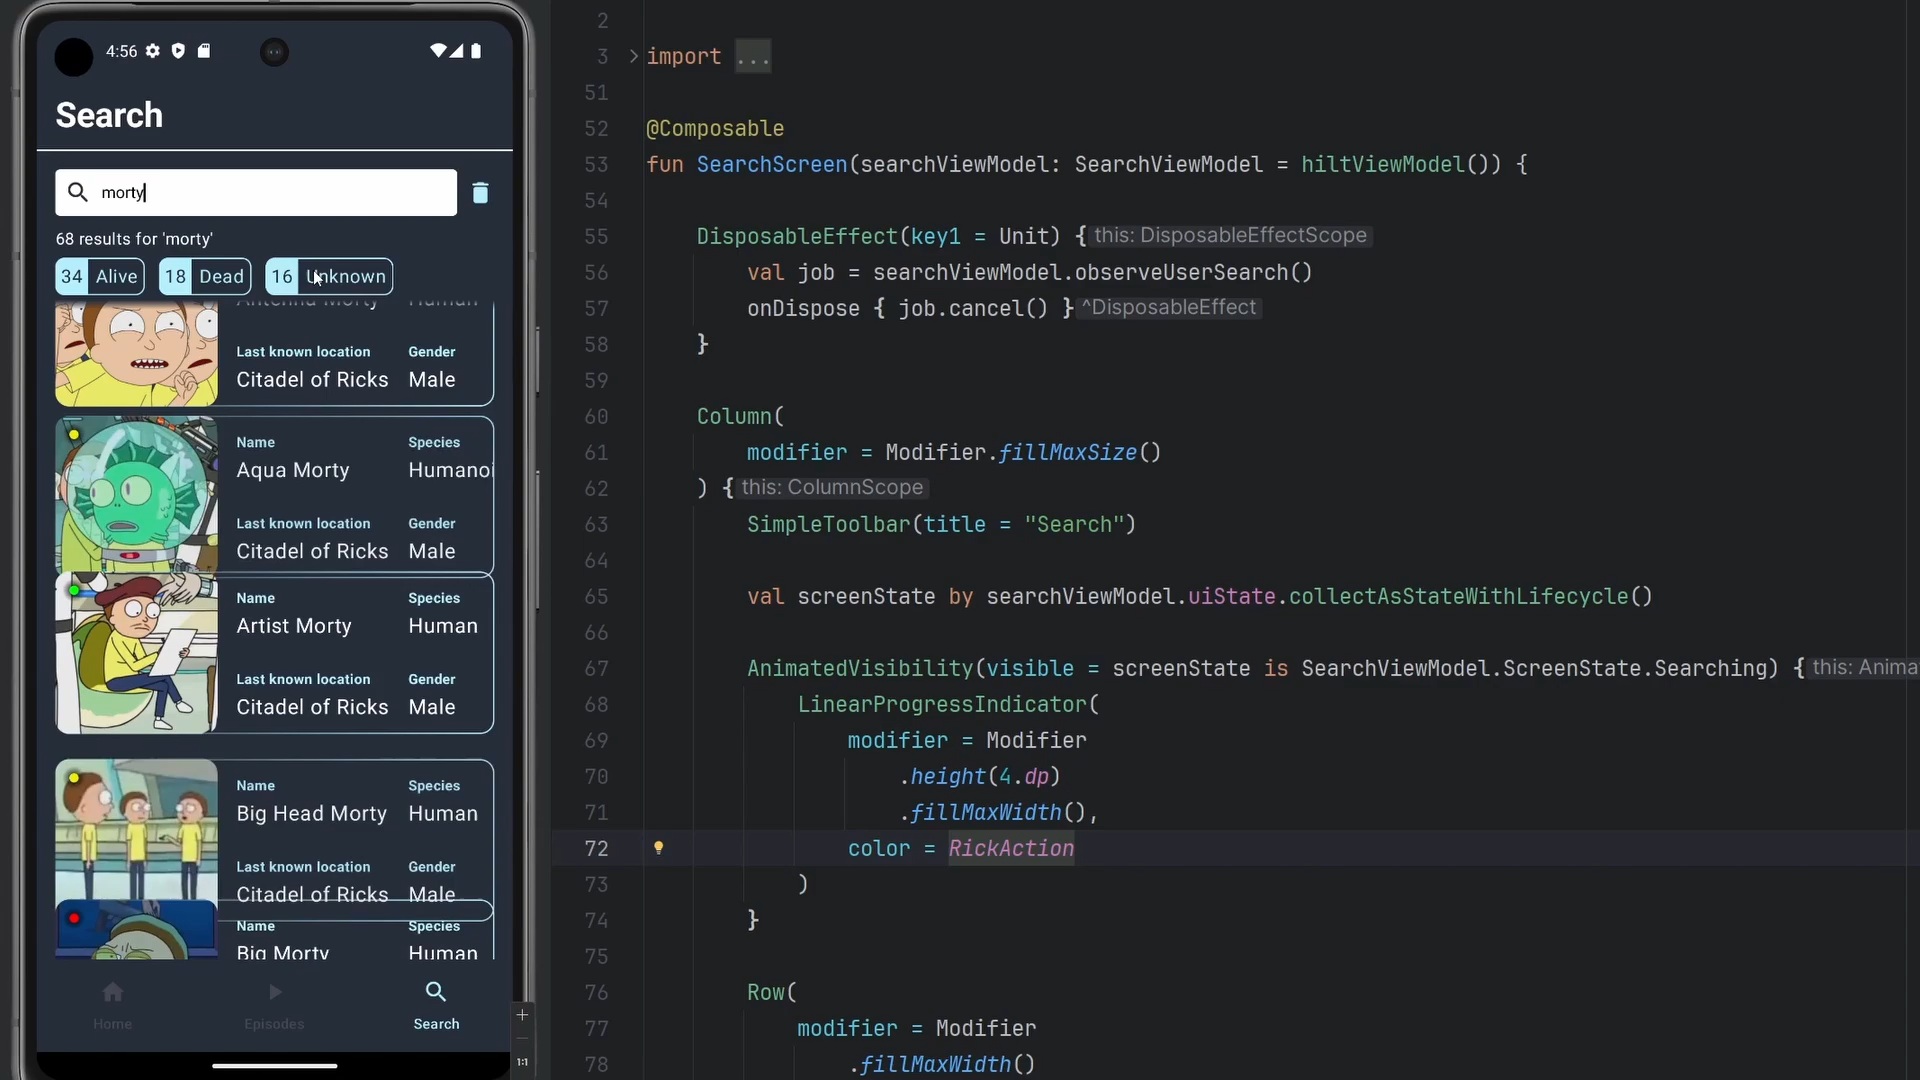 4:56
Search
morty
68 results for 'morty'
34 Alive 18 Dead 16 Unknown
Antenna Morty Human
Last known location Gender
Citadel of Ricks Male
Name Species
Aqua Morty Humanoi
Last known location Gender
Citadel of Ricks Male
Name Species
Artist Morty Human
Last known location Gender
Citadel of Ricks Male
Name Species
Big Head Morty Human
Last known location Gender
Citadel of Ricks Male
Name Species
Big Morty Human
Home Episodes Search
1:1
2
3 import ...
51
52 @Composable
53 fun SearchScreen(searchViewModel: SearchViewModel = hiltViewModel()) {
54
55 DisposableEffect(key1 = Unit) { this: DisposableEffectScope
56 val job = searchViewModel.observeUserSearch()
57 onDispose { job.cancel() } ^DisposableEffect
58 }
59
60 Column(
61 modifier = Modifier.fillMaxSize()
62 ) { this: ColumnScope
63 SimpleToolbar(title = "Search")
64
65 val screenState by searchViewModel.uiState.collectAsStateWithLifecycle()
66
67 AnimatedVisibility(visible = screenState is SearchViewModel.ScreenState.Searching) { this: Anima
68 LinearProgressIndicator(
69 modifier = Modifier
70 .height(4.dp)
71 .fillMaxWidth(),
72 color = RickAction
73 )
74 }
75
76 Row(
77 modifier = Modifier
78 .fillMaxWidth()